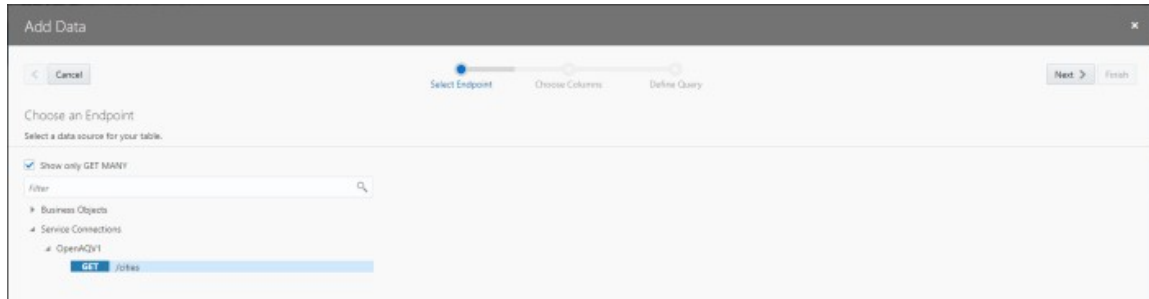 Add Data
Cancel
Select Endpoint
Choose Columns
Define Query
Next
Finish
Choose an Endpoint
Select a data source for your table.
Show only GET MANY
Filter
Business Objects
Service Connections
OpenAQV1
GET /cities